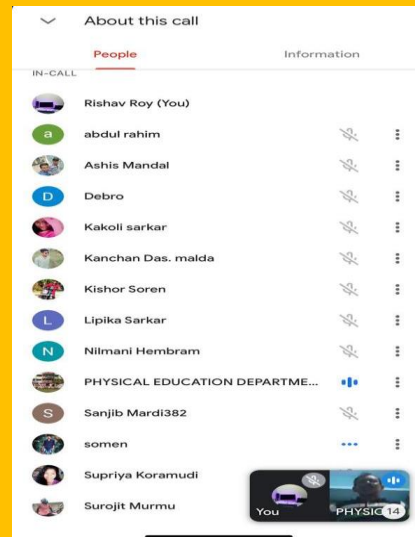 About this call
People Information
IN-CALL
Rishav Roy (You)
a abdul rahim
Ashis Mandal
D Debro
Kakoli sarkar
Kanchan Das. malda
Kishor Soren
L Lipika Sarkar
N Nilmani Hembram
PHYSICAL EDUCATION DEPARTME...
S Sanjib Mardi382
somen
Supriya Koramudi
Surojit Murmu
You PHYSIC 14